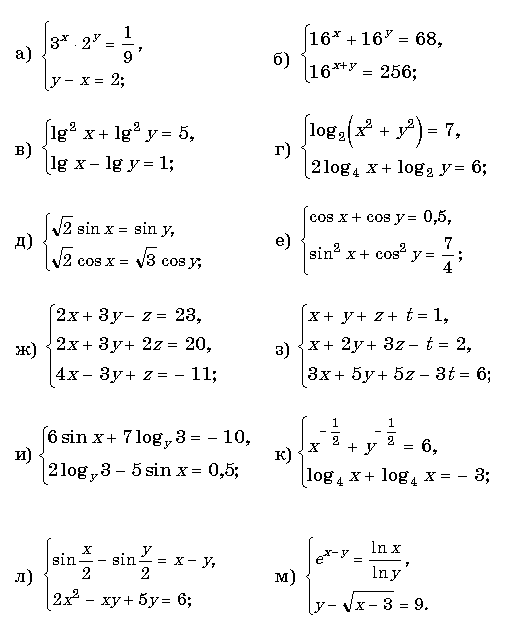 а) { 3^x · 2^y = 1/9, y − x = 2;
б) { 16^x + 16^y = 68, 16^(x+y) = 256;
в) { lg² x + lg² y = 5, lg x − lg y = 1;
г) { log₂(x² + y²) = 7, 2 log₄ x + log₂ y = 6;
д) { √2 sin x = sin y, √2 cos x = √3 cos y;
е) { cos x + cos y = 0,5, sin² x + cos² y = 7/4;
ж) { 2x + 3y − z = 23, 2x + 3y + 2z = 20, 4x − 3y + z = − 11;
з) { x + y + z + t = 1, x + 2y + 3z − t = 2, 3x + 5y + 5z − 3t = 6;
и) { 6 sin x + 7 log_y 3 = − 10, 2 log_y 3 − 5 sin x = 0,5;
к) { x^(−1/2) + y^(−1/2) = 6, log₄ x + log₄ x = − 3;
л) { sin x/2 − sin y/2 = x − y, 2x² − xy + 5y = 6;
м) { e^(x−y) = ln x/ln y, y − √(x − 3) = 9.